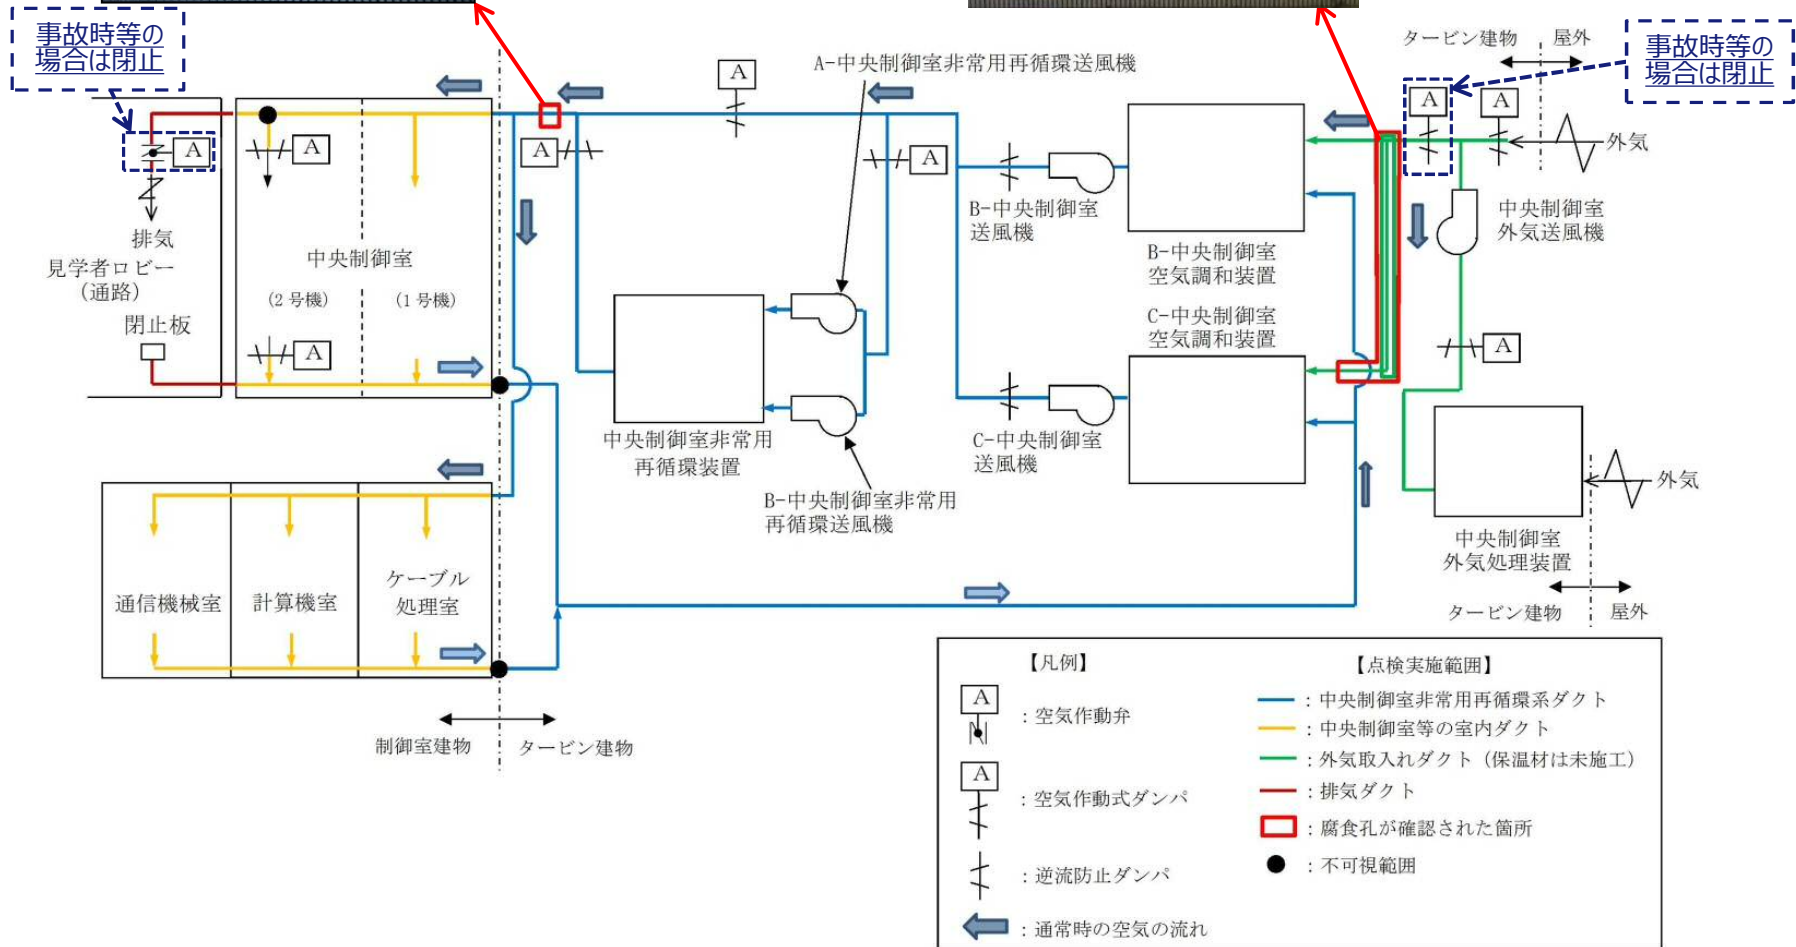 事故時等の
場合は閉止
A
A-中央制御室非常用再循環送風機
タービン建物
屋外
事故時等の
場合は閉止
A
A
外気
A
A
A
A
排気
見学者ロビー
(通路)
閉止板
中央制御室
(2号機)
(1号機)
A
B-中央制御室
送風機
B-中央制御室
空気調和装置
中央制御室
外気送風機
C-中央制御室
空気調和装置
A
中央制御室非常用
再循環装置
C-中央制御室
送風機
B-中央制御室非常用
再循環送風機
外気
中央制御室
外気処理装置
タービン建物
屋外
通信機械室
計算機室
ケーブル
処理室
制御室建物
タービン建物
【凡例】
A
:空気作動弁
A
:空気作動式ダンパ
:逆流防止ダンパ
:通常時の空気の流れ
【点検実施範囲】
:中央制御室非常用再循環系ダクト
:中央制御室等の室内ダクト
:外気取入れダクト(保温材は未施工)
:排気ダクト
:腐食孔が確認された箇所
:不可視範囲